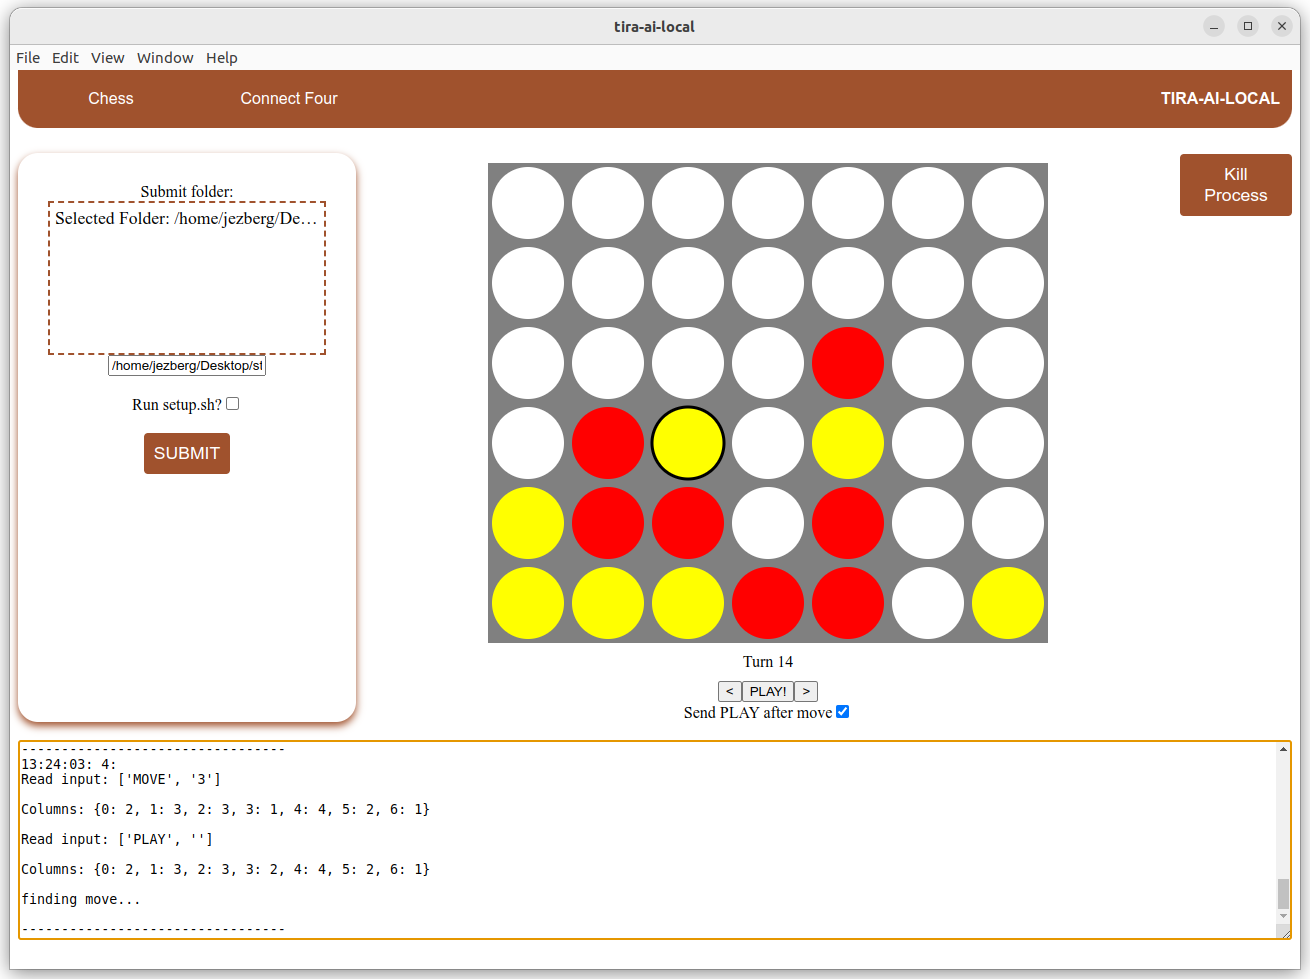 tira-ai-local
File Edit View Window Help
Chess Connect Four TIRA-AI-LOCAL
Submit folder:
Selected Folder: /home/jezberg/De…
/home/jezberg/Desktop/st
Run setup.sh?
SUBMIT
Kill
Process
Turn 14
< PLAY! >
Send PLAY after move
---------------------------------
13:24:03: 4:
Read input: ['MOVE', '3']
Columns: {0: 2, 1: 3, 2: 3, 3: 1, 4: 4, 5: 2, 6: 1}
Read input: ['PLAY', '']
Columns: {0: 2, 1: 3, 2: 3, 3: 2, 4: 4, 5: 2, 6: 1}
finding move...
---------------------------------